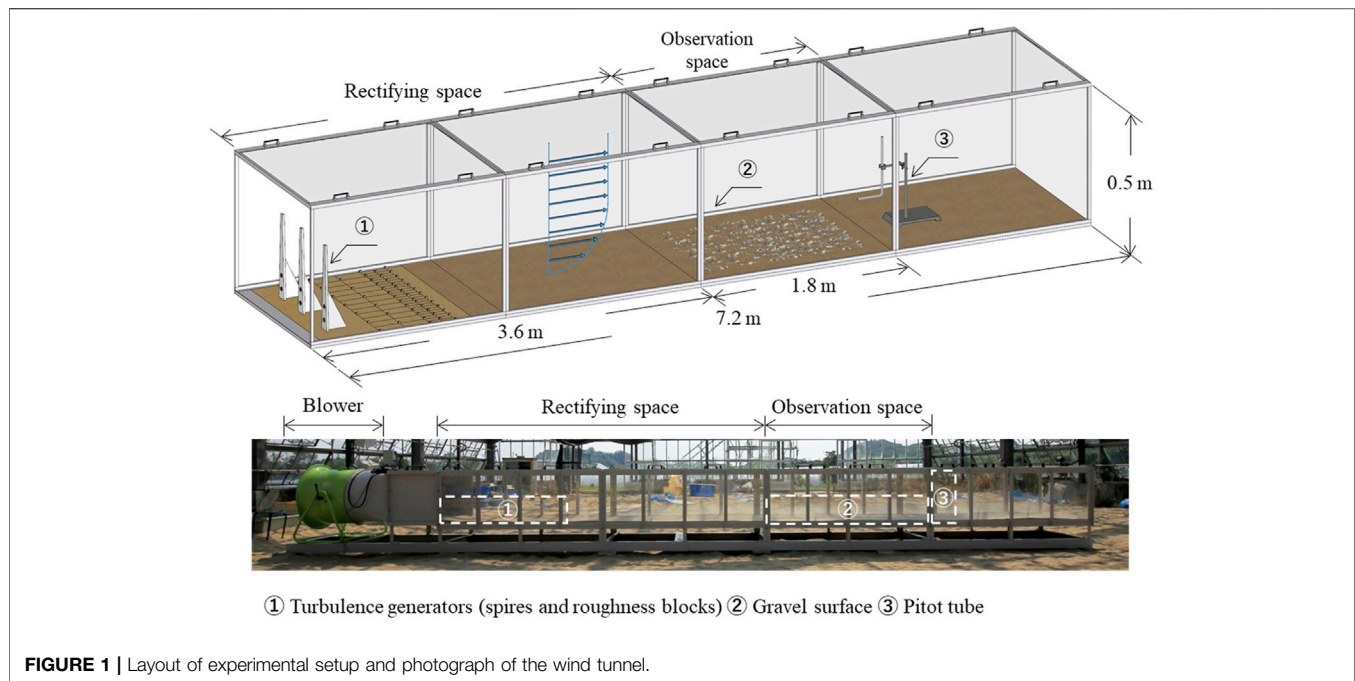 Observation
space
Rectifying space
③
②
0.5 m
①
1.8 m
7.2 m
3.6 m
Blower
Rectifying space
Observation space
①
②
③
① Turbulence generators (spires and roughness blocks) ② Gravel surface ③ Pitot tube
FIGURE 1 | Layout of experimental setup and photograph of the wind tunnel.